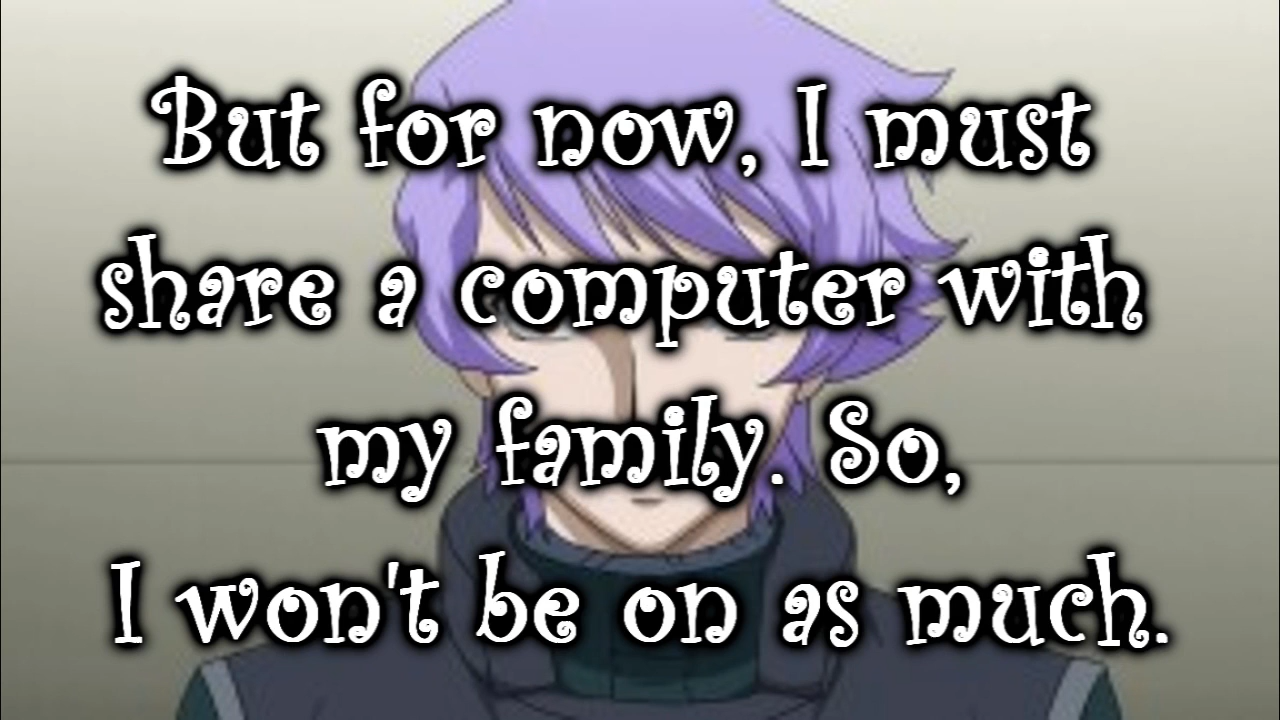 But for now, I must
share a computer with
my family. So,
I won't be on as much.